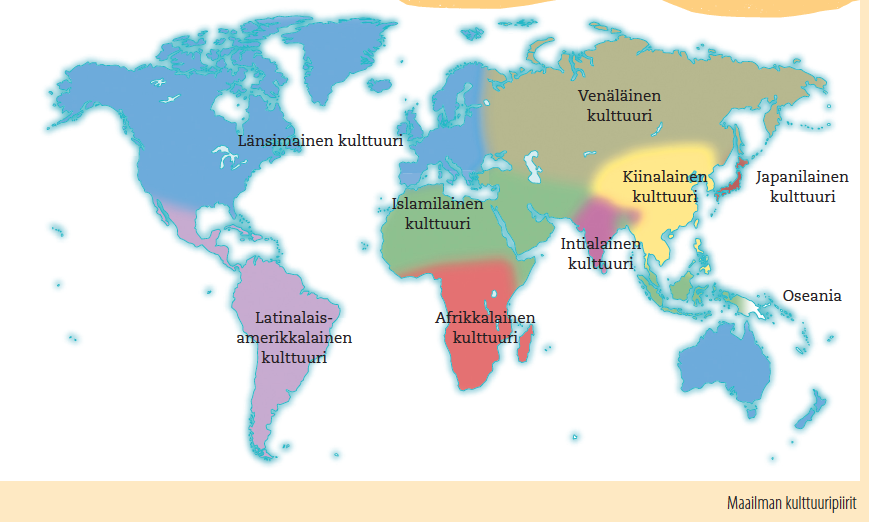 Venäläinen
kulttuuri
Länsimainen kulttuuri
Kiinalainen
kulttuuri
Japanilainen
kulttuuri
Islamilainen
kulttuuri
Intialainen
kulttuuri
Oseania
Latinalais-
amerikkalainen
kulttuuri
Afrikkalainen
kulttuuri
Maailman kulttuuripiirit